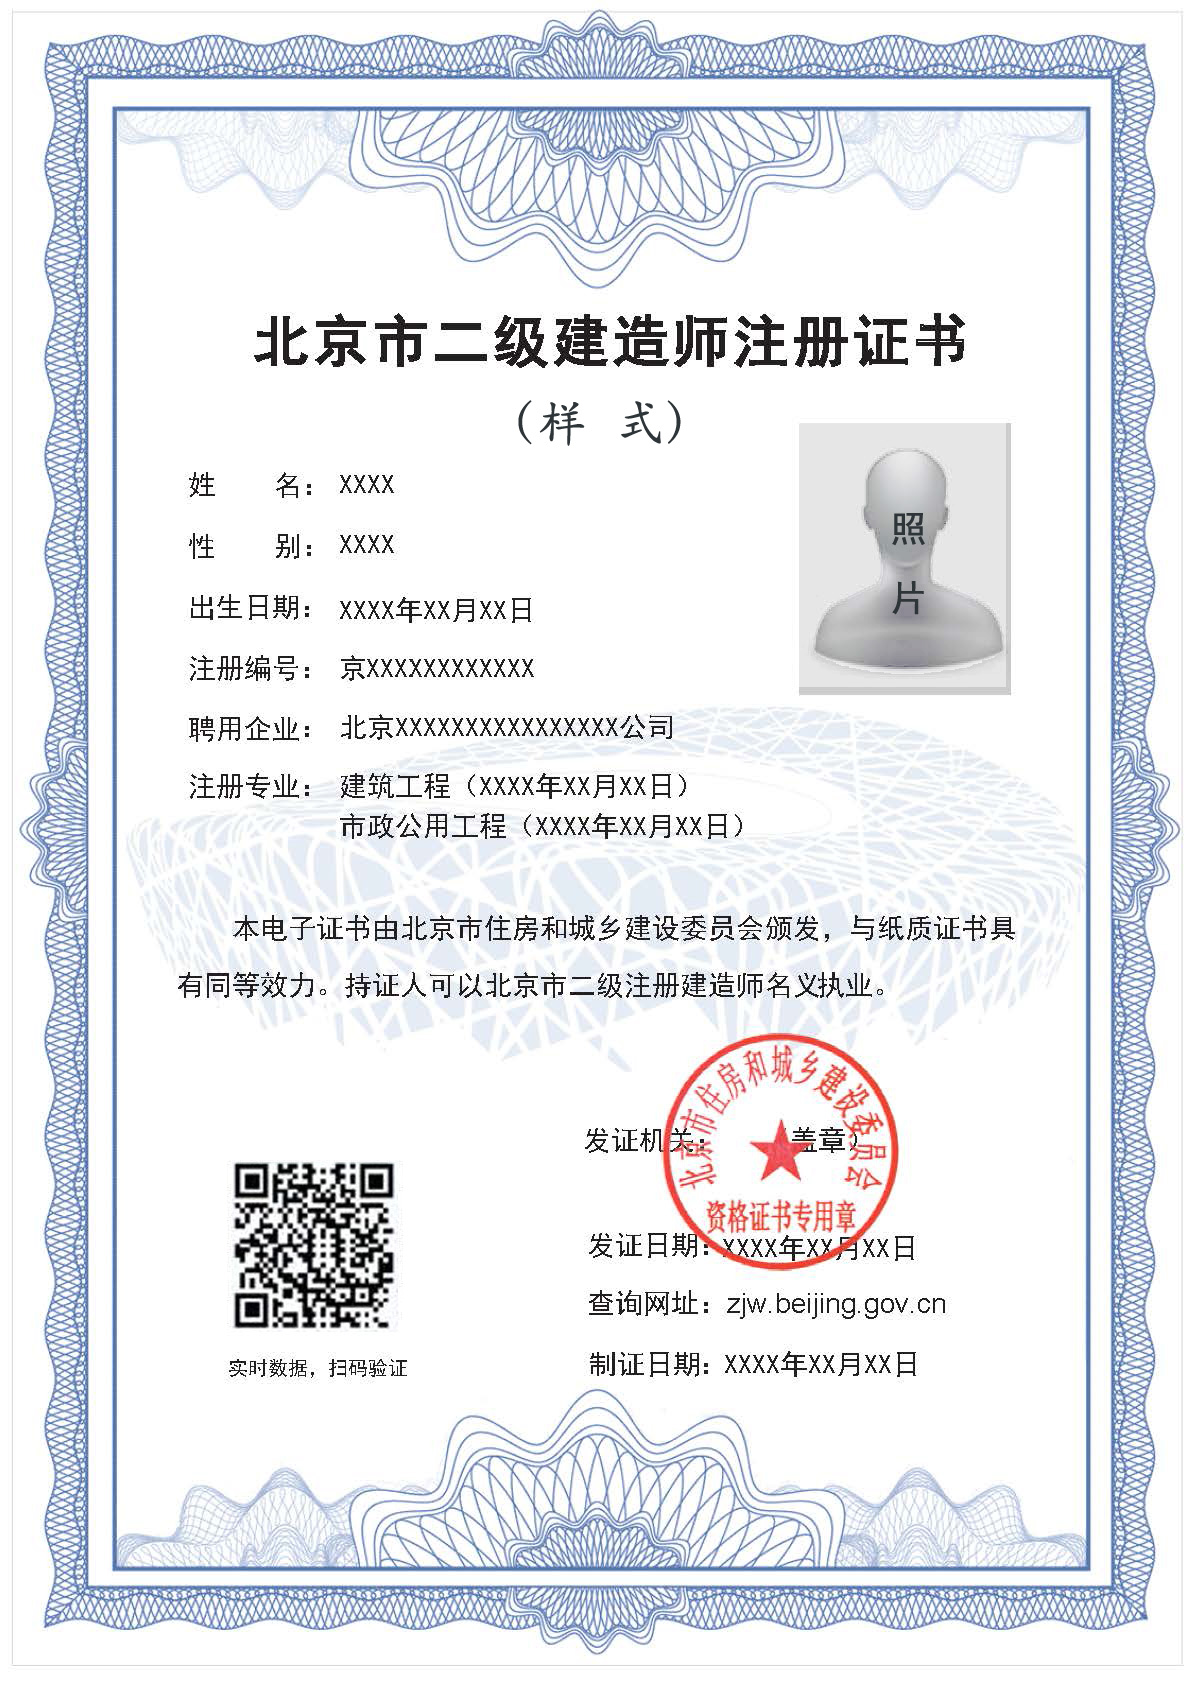 北京市二级建造师注册证书
（样 式）
姓 名： XXXX
性 别： XXXX
出生日期： XXXX年XX月XX日
注册编号： 京XXXXXXXXXXXX
聘用企业： 北京XXXXXXXXXXXXXXXX公司
注册专业： 建筑工程（XXXX年XX月XX日）
市政公用工程（XXXX年XX月XX日）
照
片
本电子证书由北京市住房和城乡建设委员会颁发，与纸质证书具
有同等效力。持证人可以北京市二级注册建造师名义执业。
发证机关： （盖章）
北京市住房和城乡建设委员会
资格证书专用章
发证日期：XXXX年XX月XX日
查询网址：zjw.beijing.gov.cn
制证日期：XXXX年XX月XX日
实时数据，扫码验证